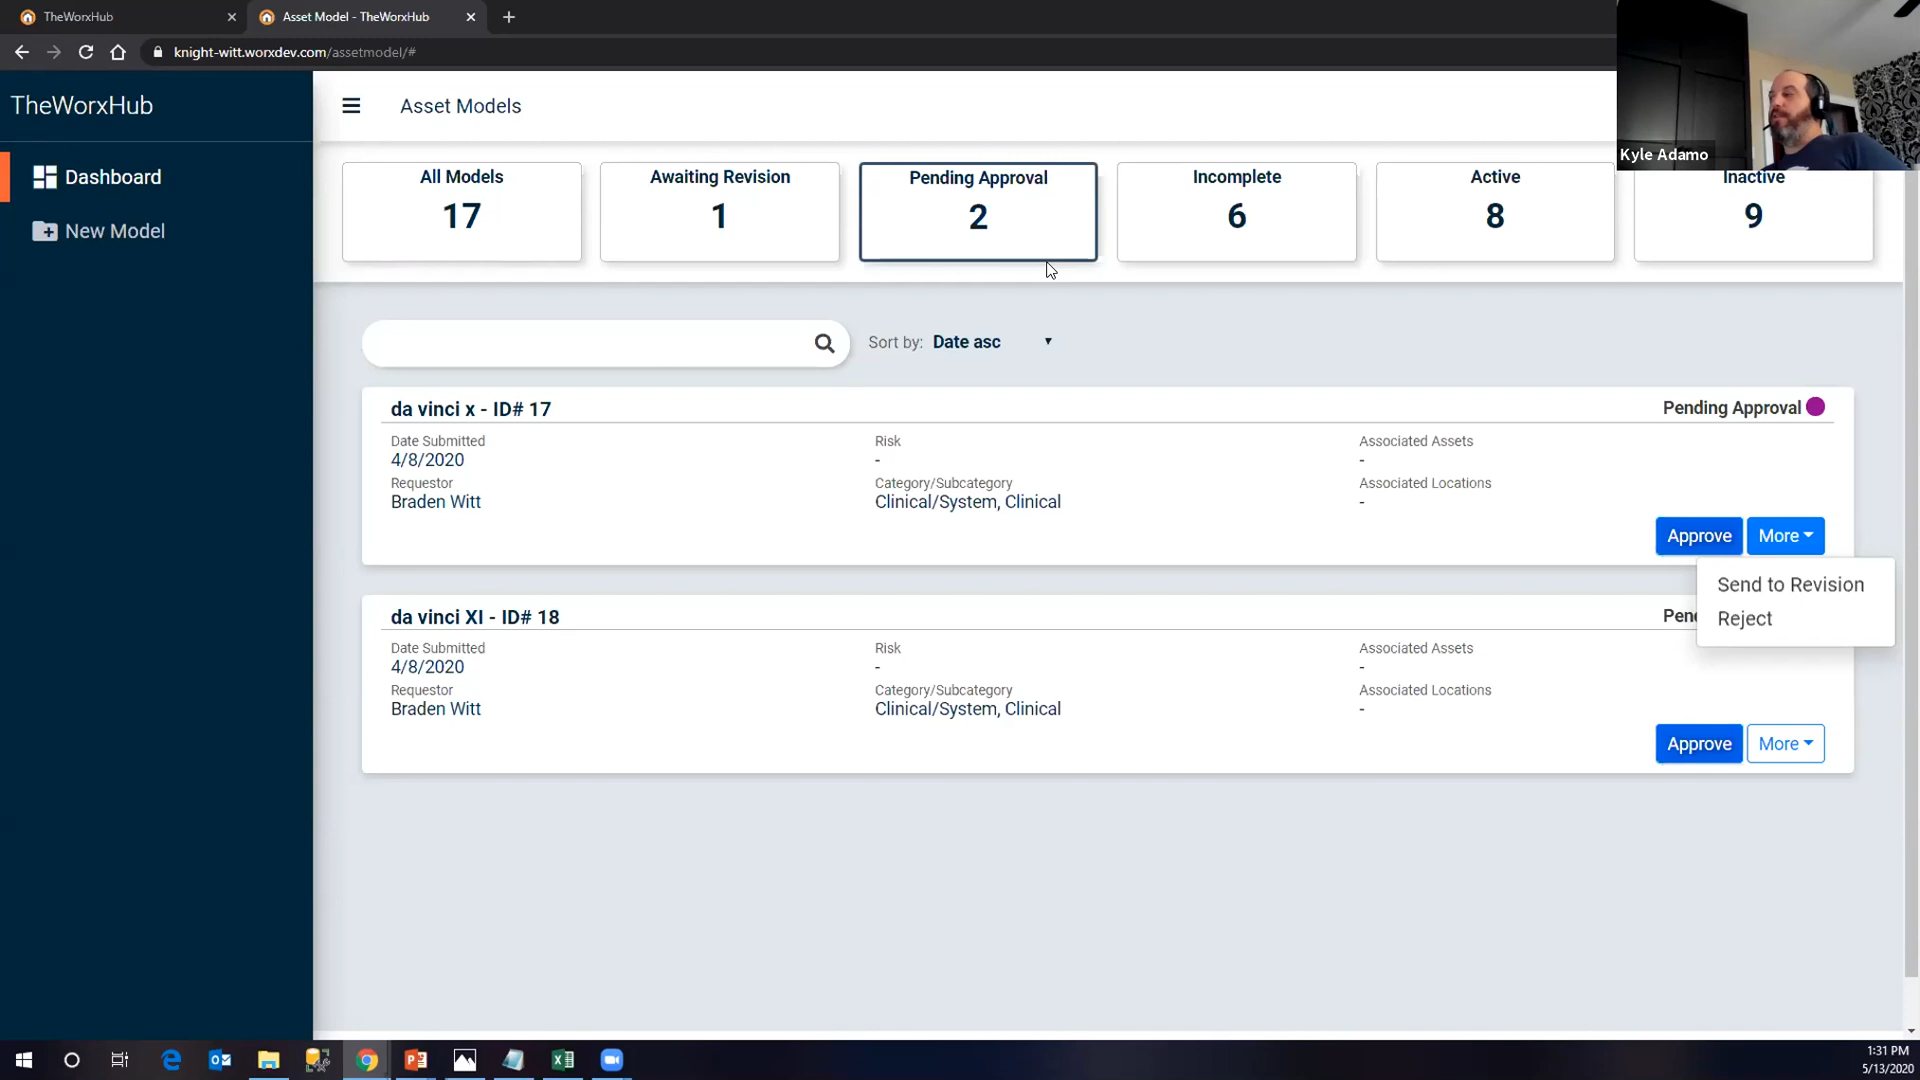 TheWorxHub
Asset Model - TheWorxHub
knight-witt.worxdev.com/assetmodel/#
Kyle Adamo
TheWorxHub
Asset Models
Dashboard
New Model
All Models
17
Awaiting Revision
1
Pending Approval
2
Incomplete
6
Active
8
Inactive
9
Sort by: Date asc
da vinci x - ID# 17
Pending Approval
Date Submitted
4/8/2020
Risk
-
Associated Assets
-
Requestor
Braden Witt
Category/Subcategory
Clinical/System, Clinical
Associated Locations
-
Approve
More
Send to Revision
Reject
da vinci XI - ID# 18
Pen
Date Submitted
4/8/2020
Risk
-
Associated Assets
-
Requestor
Braden Witt
Category/Subcategory
Clinical/System, Clinical
Associated Locations
-
Approve
More
1:31 PM
5/13/2020